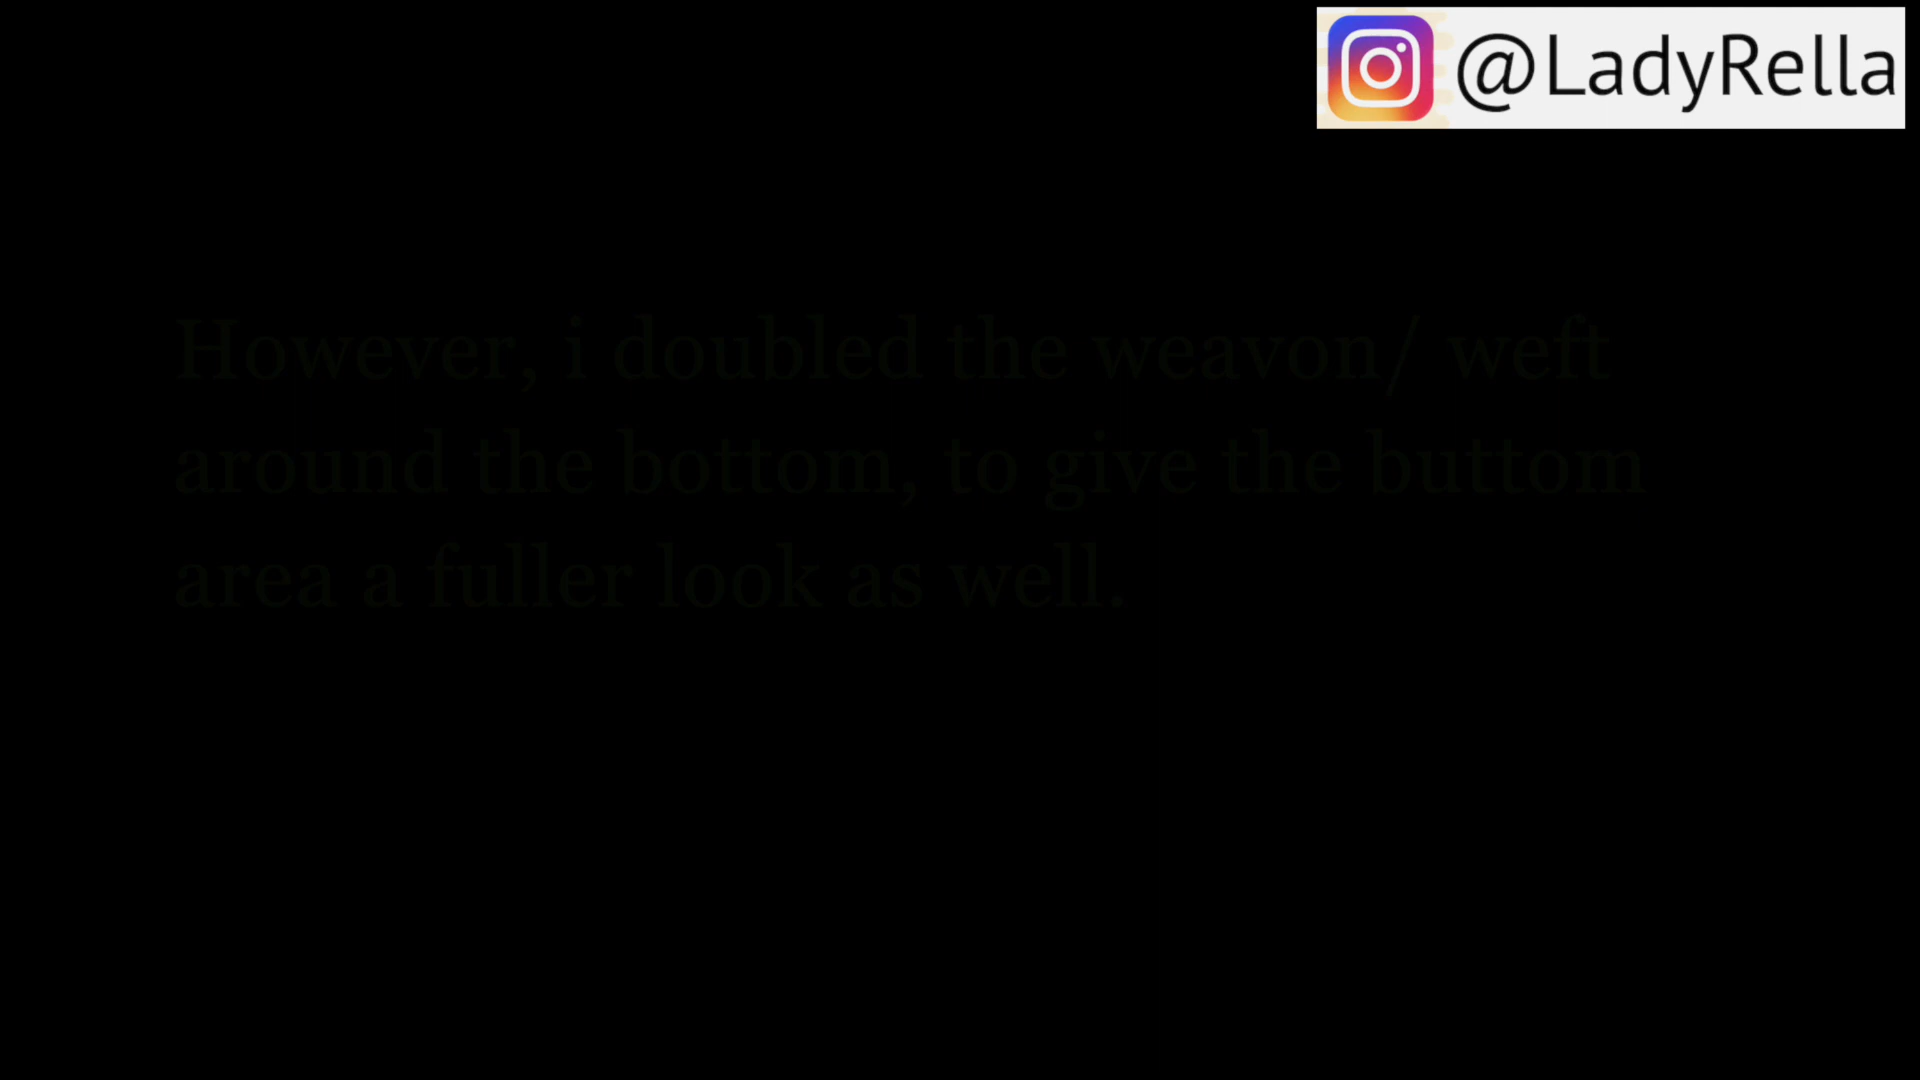 @LadyRella
However, i doubled the weavon/ weft
around the bottom, to give the buttom
area a fuller look as well.